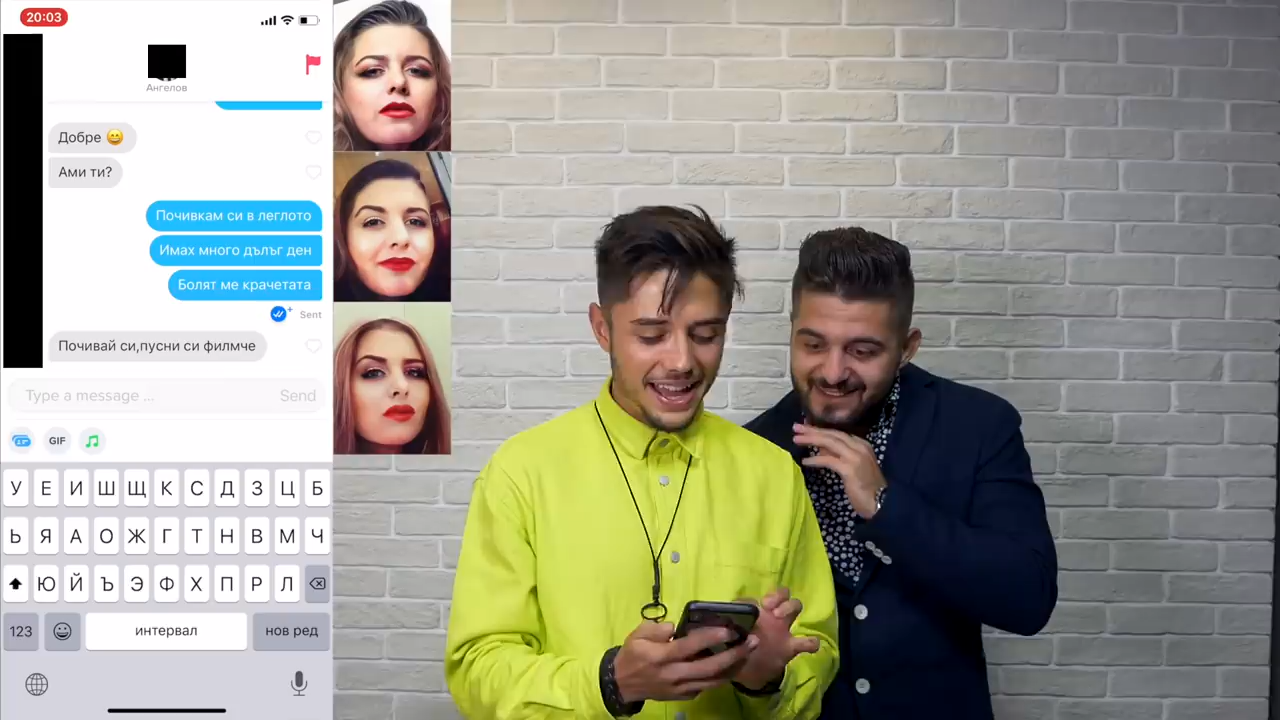 20:03
Ангелов
Добре 😄
Ами ти?
Почивкам си в леглото
Имах много дълъг ден
Болят ме крачетата
Sent
Почивай си,пусни си филмче
Type a message ...
Send
GIF
У Е И Ш Щ К С Д З Ц Б
Ь Я А О Ж Г Т Н В М Ч
Ю Й Ъ Э Ф Х П Р Л
123
интервал
нов ред